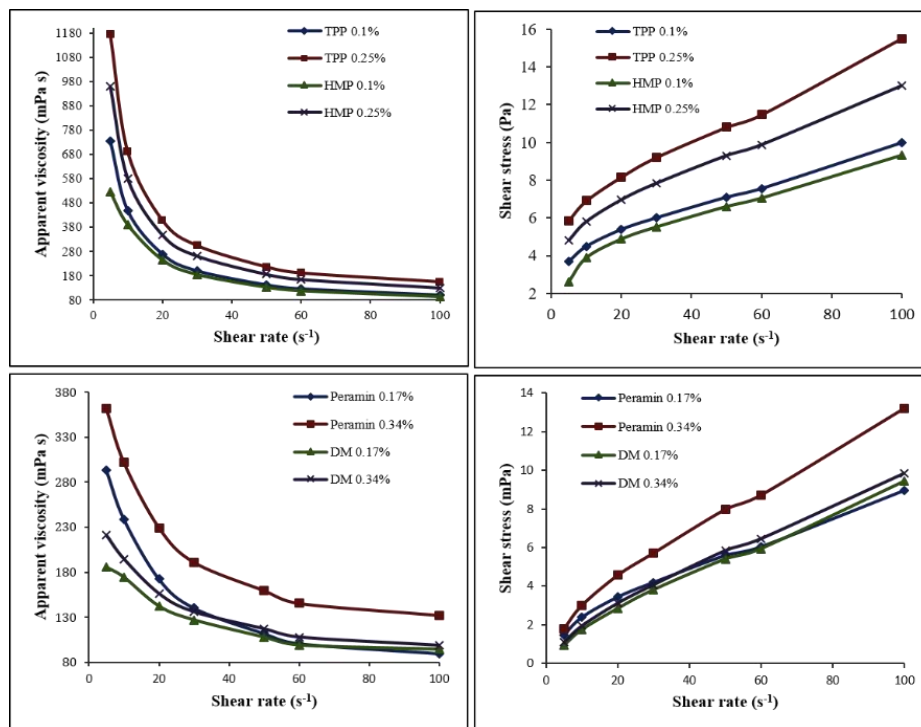 1180
1080
980
880
780
680
580
480
380
280
180
80
Apparent viscosity (mPa s)
TPP 0.1%
TPP 0.25%
HMP 0.1%
HMP 0.25%
0 20 40 60 80 100
Shear rate (s⁻¹)
16
14
12
10
8
6
4
2
Shear stress (Pa)
TPP 0.1%
TPP 0.25%
HMP 0.1%
HMP 0.25%
0 20 40 60 80 100
Shear rate (s⁻¹)
380
330
280
230
180
130
80
Apparent viscosity (mPa s)
Peramin 0.17%
Peramin 0.34%
DM 0.17%
DM 0.34%
0 20 40 60 80 100
Shear rate (s⁻¹)
14
12
10
8
6
4
2
0
Shear stress (mPa)
Peramin 0.17%
Peramin 0.34%
DM 0.17%
DM 0.34%
0 20 40 60 80 100
Shear rate (s⁻¹)